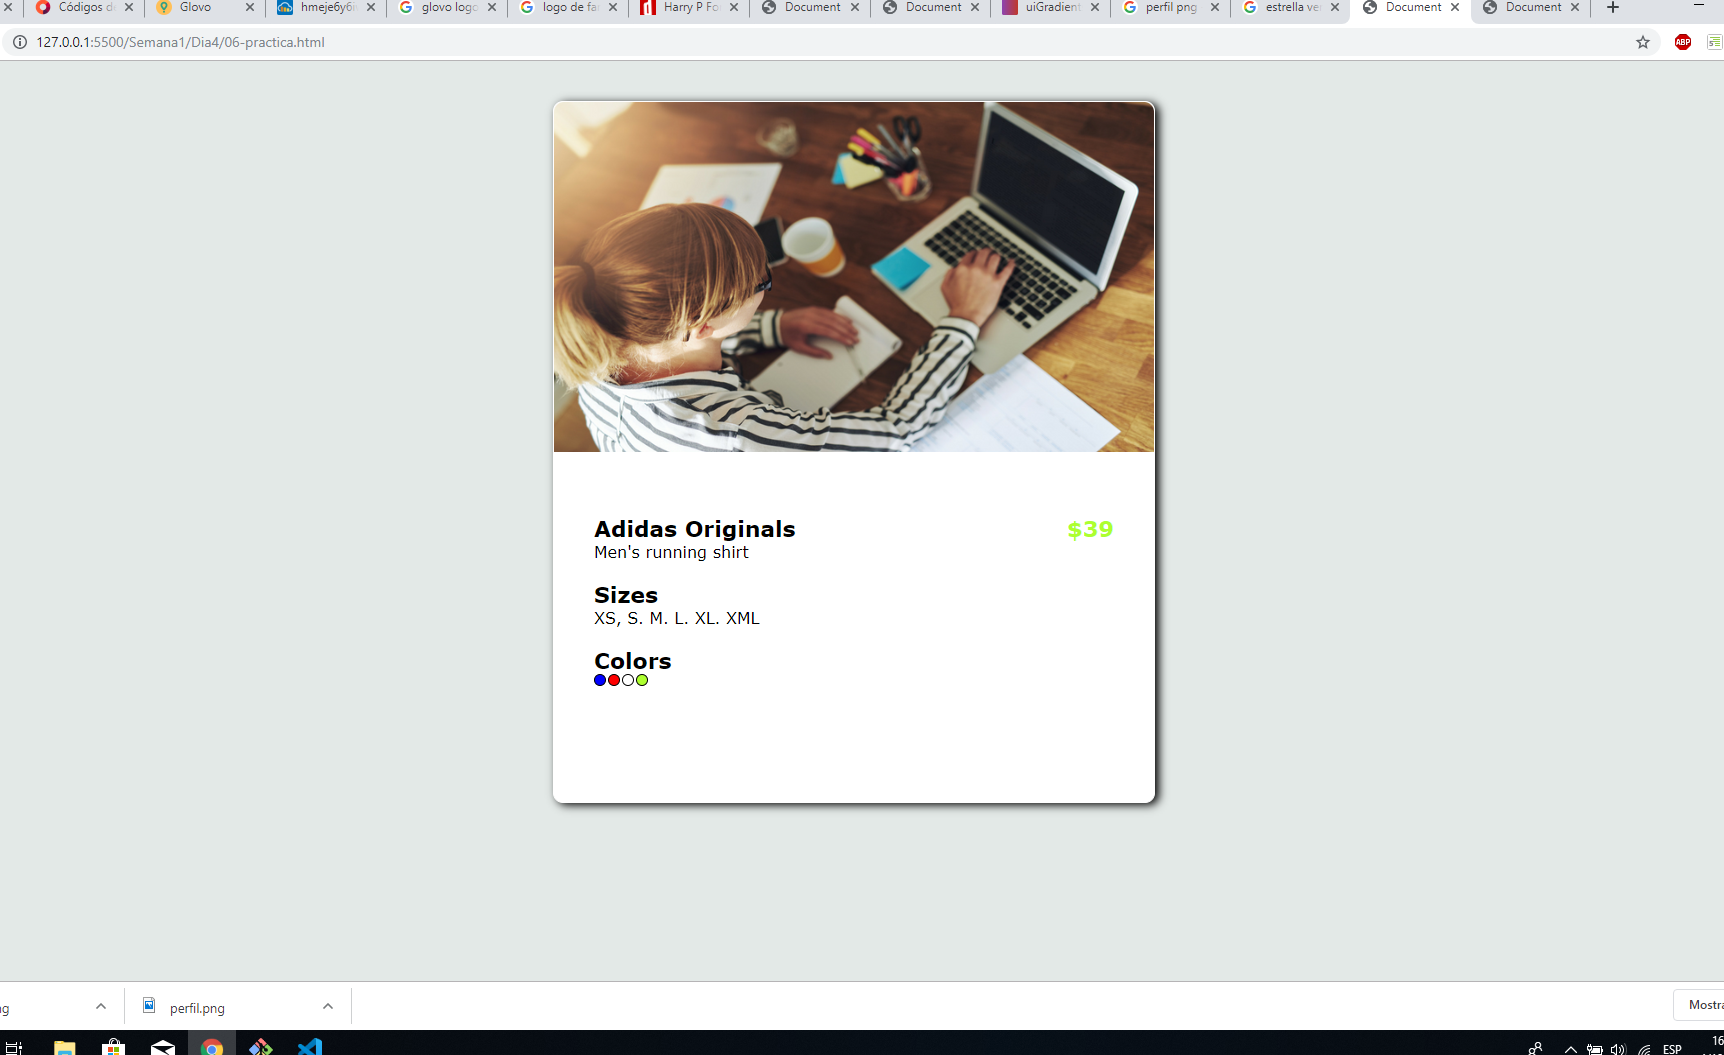 Códigos de
Glovo
hmeje6y6i
glovo logo
logo de fa
Harry P Fo
Document
Document
uiGradient
perfil png
estrella ve
Document
Document
127.0.0.1:5500/Semana1/Dia4/06-practica.html
ABP
Adidas Originals
$39
Men's running shirt
Sizes
XS, S. M. L. XL. XML
Colors
ng
perfil.png
Mostra
16
ESP